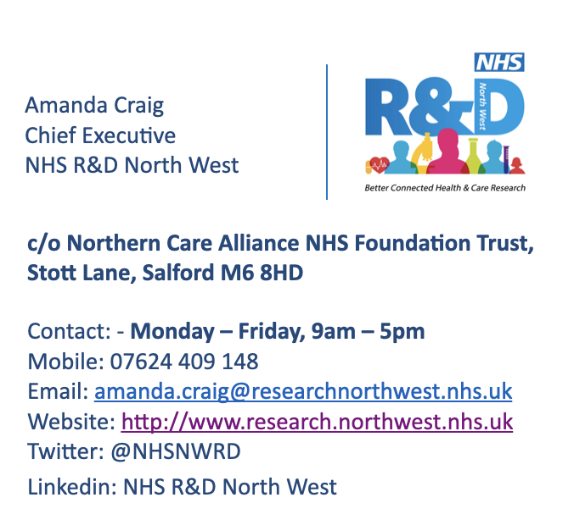 Amanda Craig
Chief Executive
NHS R&D North West
NHS
R&D
North West
Better Connected Health & Care Research
c/o Northern Care Alliance NHS Foundation Trust,
Stott Lane, Salford M6 8HD
Contact: - Monday – Friday, 9am – 5pm
Mobile: 07624 409 148
Email: amanda.craig@researchnorthwest.nhs.uk
Website: http://www.research.northwest.nhs.uk
Twitter: @NHSNWRD
Linkedin: NHS R&D North West